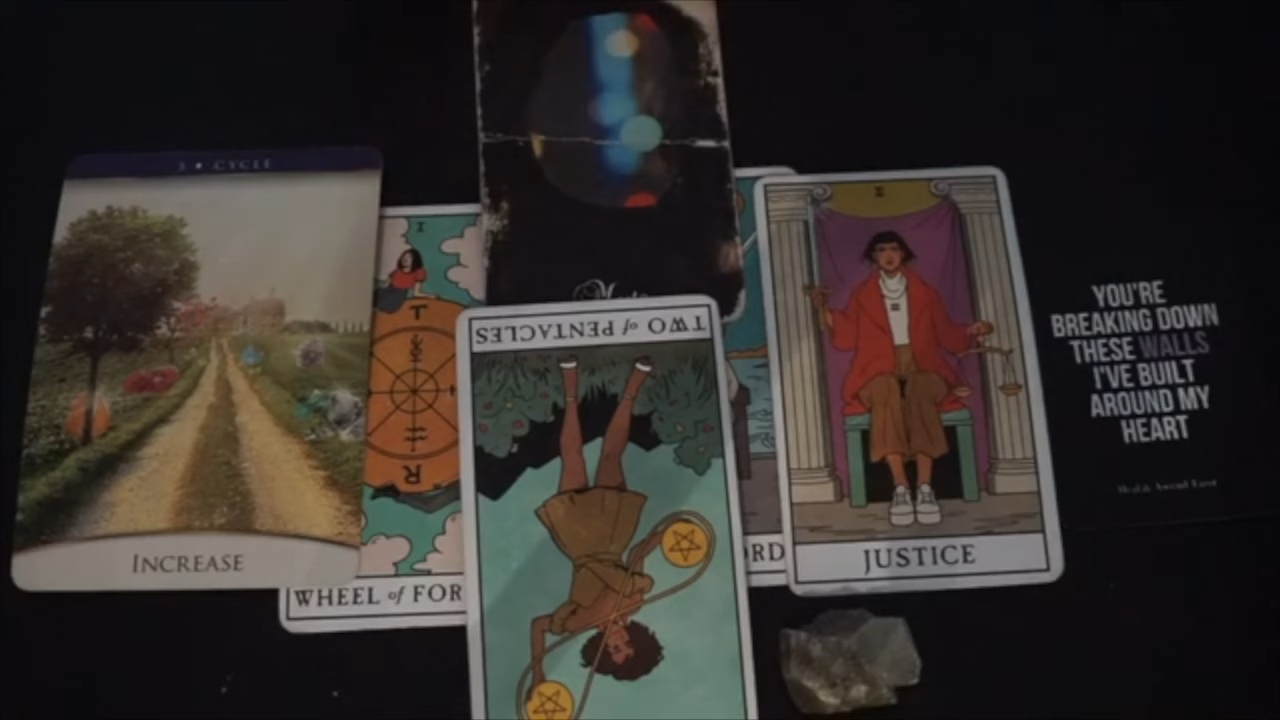 3 • CYCLE
INCREASE
I
T
R
WHEEL of FOR
TWO of PENTACLES
ORD
II
JUSTICE
YOU'RE
BREAKING DOWN
THESE WALLS
I'VE BUILT
AROUND MY
HEART